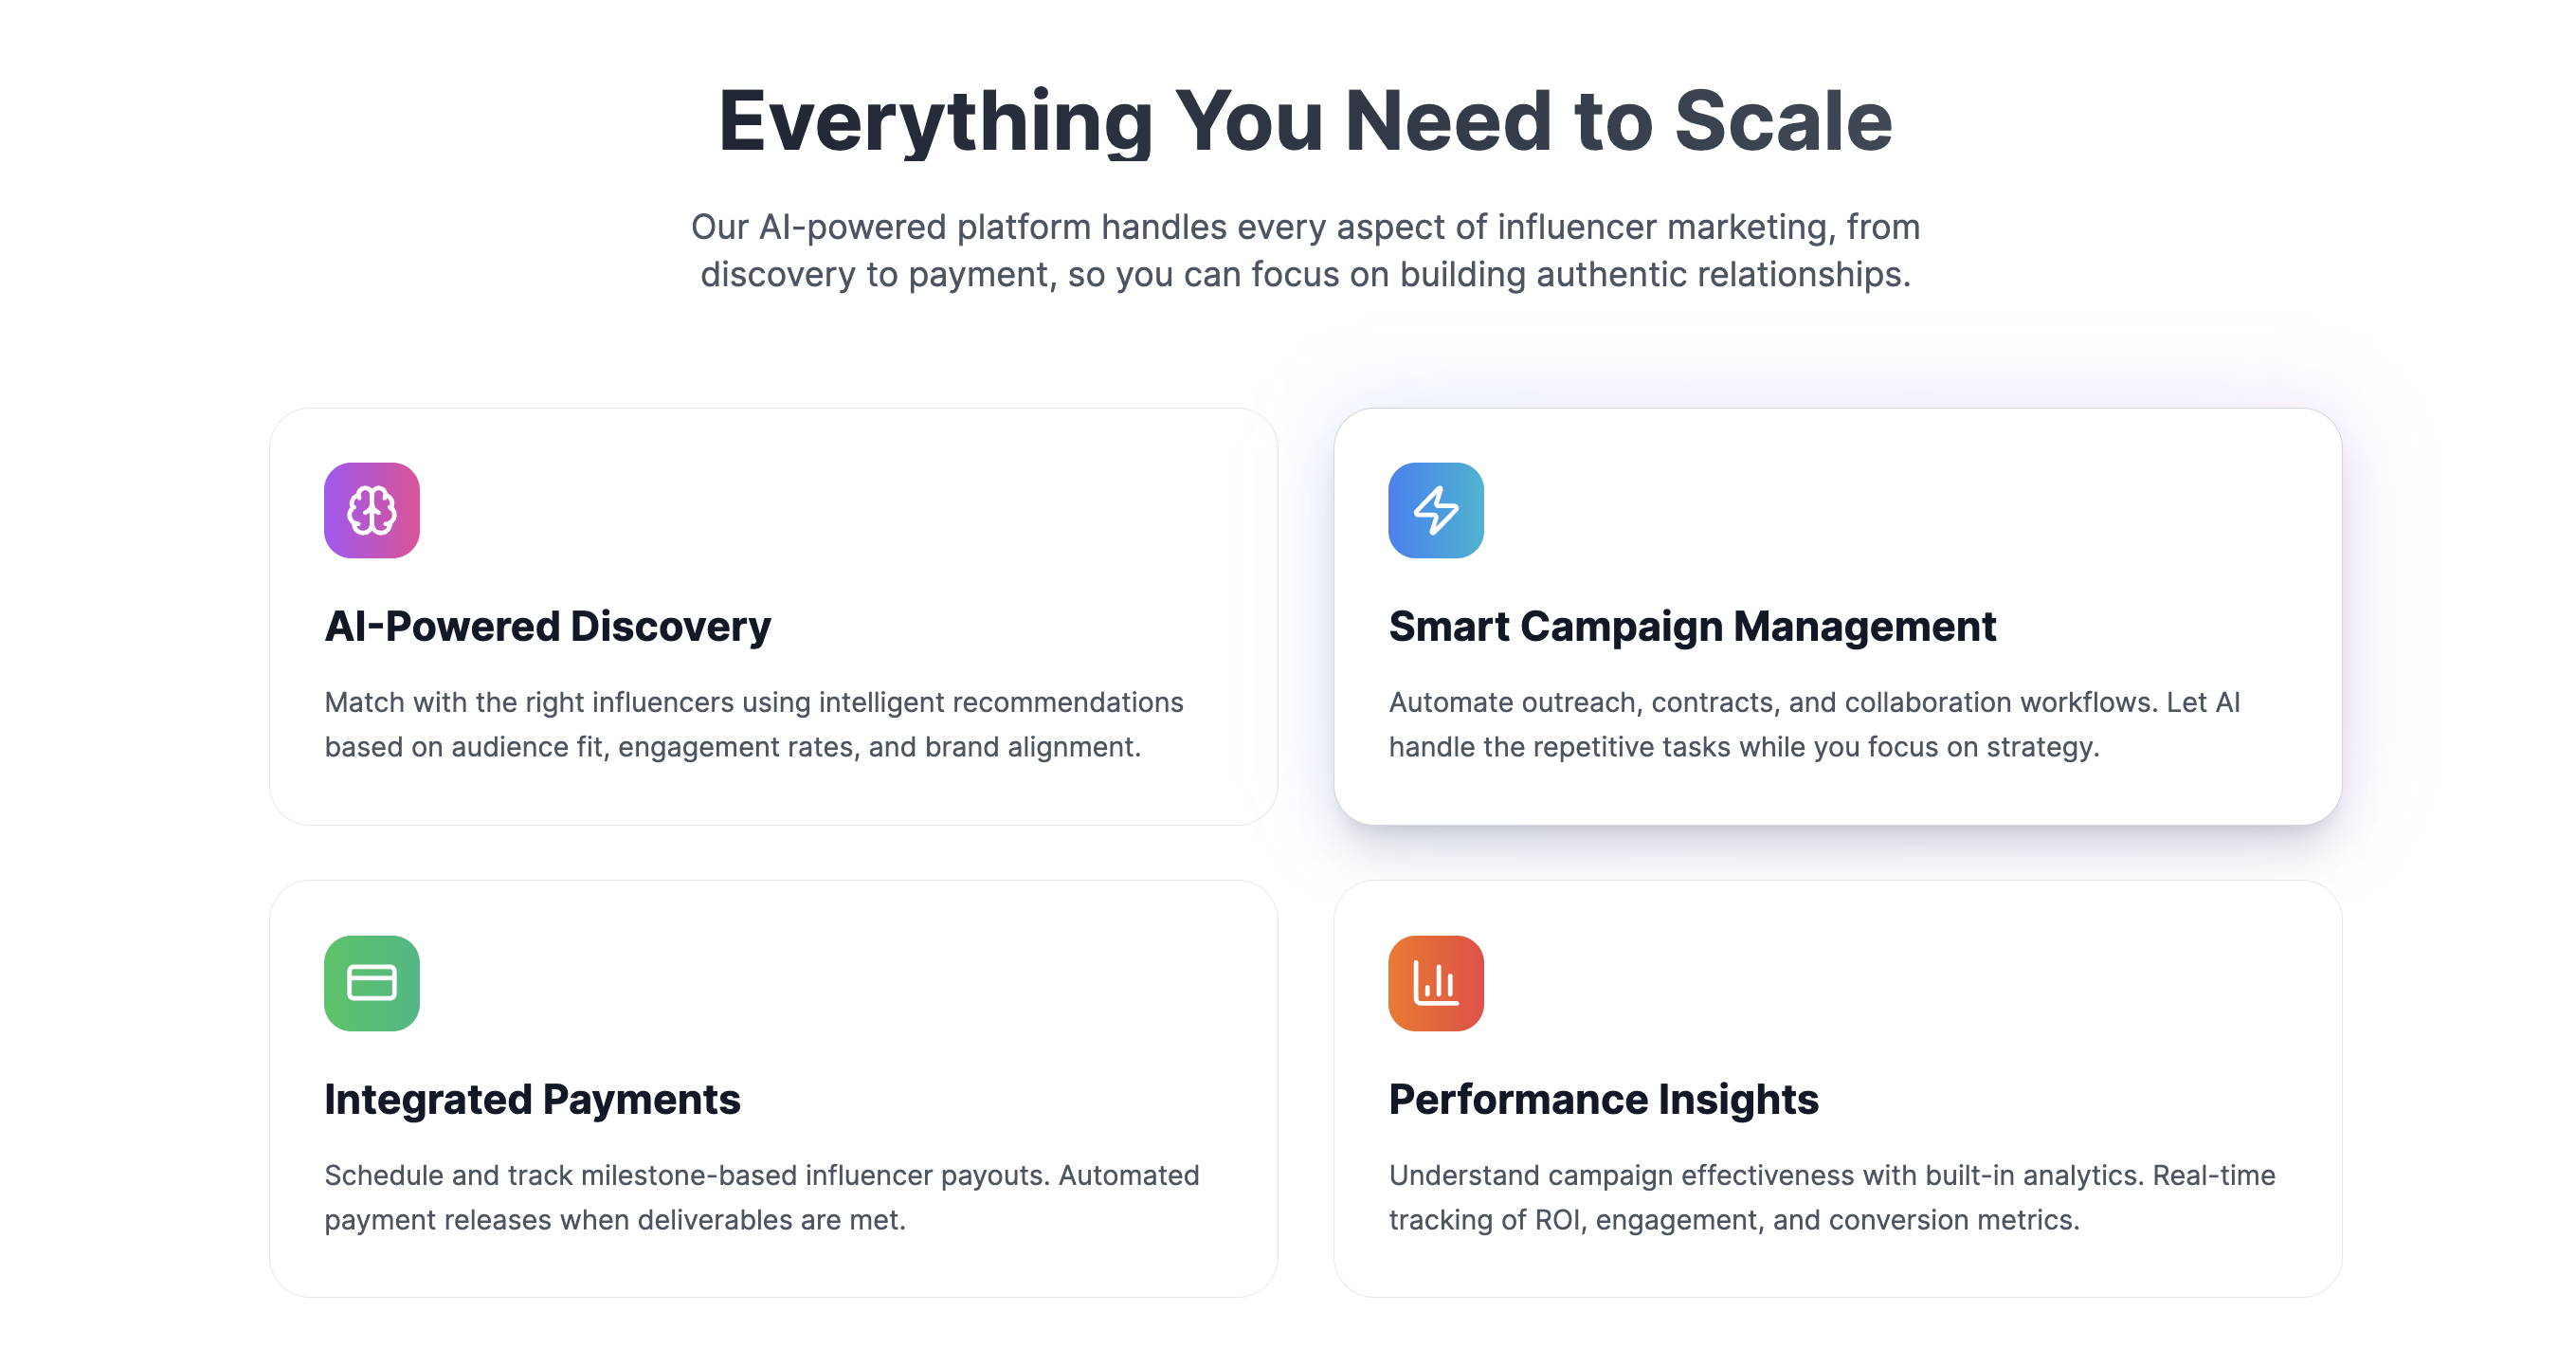 Everything You Need to Scale
Our AI-powered platform handles every aspect of influencer marketing, from
discovery to payment, so you can focus on building authentic relationships.
AI-Powered Discovery
Match with the right influencers using intelligent recommendations
based on audience fit, engagement rates, and brand alignment.
Smart Campaign Management
Automate outreach, contracts, and collaboration workflows. Let AI
handle the repetitive tasks while you focus on strategy.
Integrated Payments
Schedule and track milestone-based influencer payouts. Automated
payment releases when deliverables are met.
Performance Insights
Understand campaign effectiveness with built-in analytics. Real-time
tracking of ROI, engagement, and conversion metrics.